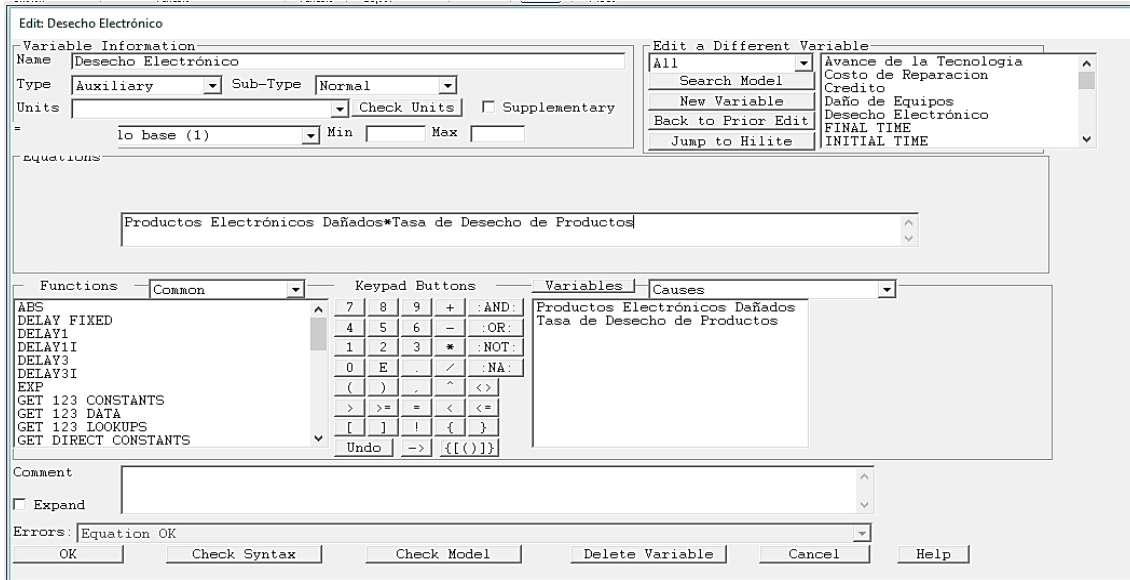 Edit: Desecho Electrónico
Variable Information
Name Desecho Electrónico
Type Auxiliary Sub-Type Normal
Units Check Units Supplementary
= lo base (1) Min Max
Edit a Different Variable
All
Search Model
New Variable
Back to Prior Edit
Jump to Hilite
Avance de la Tecnologia
Costo de Reparacion
Credito
Daño de Equipos
Desecho Electrónico
FINAL TIME
INITIAL TIME
Equations
Productos Electrónicos Dañados*Tasa de Desecho de Productos
Functions Common
ABS
DELAY FIXED
DELAY1
DELAY1I
DELAY3
DELAY3I
EXP
GET 123 CONSTANTS
GET 123 DATA
GET 123 LOOKUPS
GET DIRECT CONSTANTS
Keypad Buttons
7 8 9 + :AND:
4 5 6 - :OR:
1 2 3 * :NOT:
0 E . / :NA:
( ) , ^ <>
> >= = < <=
[ ] ! { }
Undo -> {[()]}
Variables Causes
Productos Electrónicos Dañados
Tasa de Desecho de Productos
Comment
Expand
Errors: Equation OK
OK Check Syntax Check Model Delete Variable Cancel Help